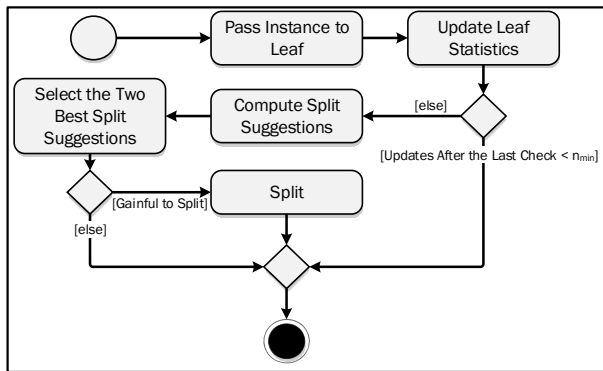 Pass Instance to
Leaf
Update Leaf
Statistics
Select the Two
Best Split
Suggestions
Compute Split
Suggestions
[else]
[Updates After the Last Check < nmin]
[Gainful to Split]
Split
[else]